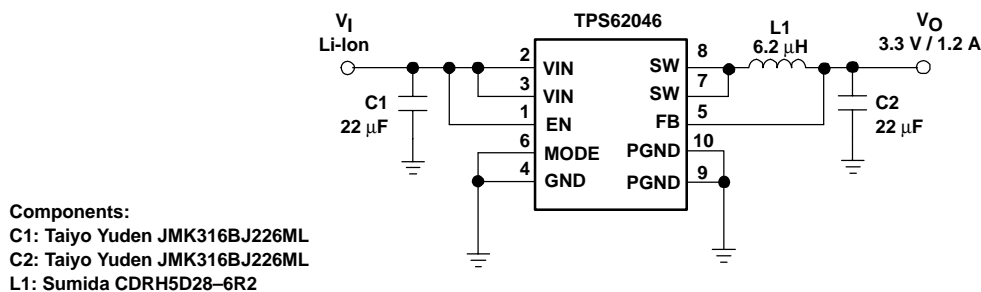 TPS62046
V_I
Li-Ion
C1
22 μF
2
VIN
3
VIN
1
EN
6
MODE
4
GND
8
SW
7
SW
5
FB
10
PGND
9
PGND
L1
6.2 μH
V_O
3.3 V / 1.2 A
C2
22 μF
Components:
C1: Taiyo Yuden JMK316BJ226ML
C2: Taiyo Yuden JMK316BJ226ML
L1: Sumida CDRH5D28–6R2